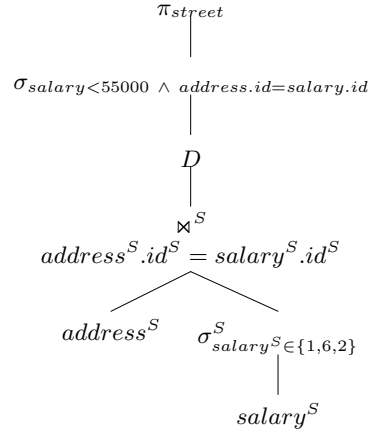 π_street
σ_salary<55000 ∧ address.id=salary.id
D
⋈^S
address^S.id^S = salary^S.id^S
address^S σ^S_salary^S∈{1,6,2}
salary^S